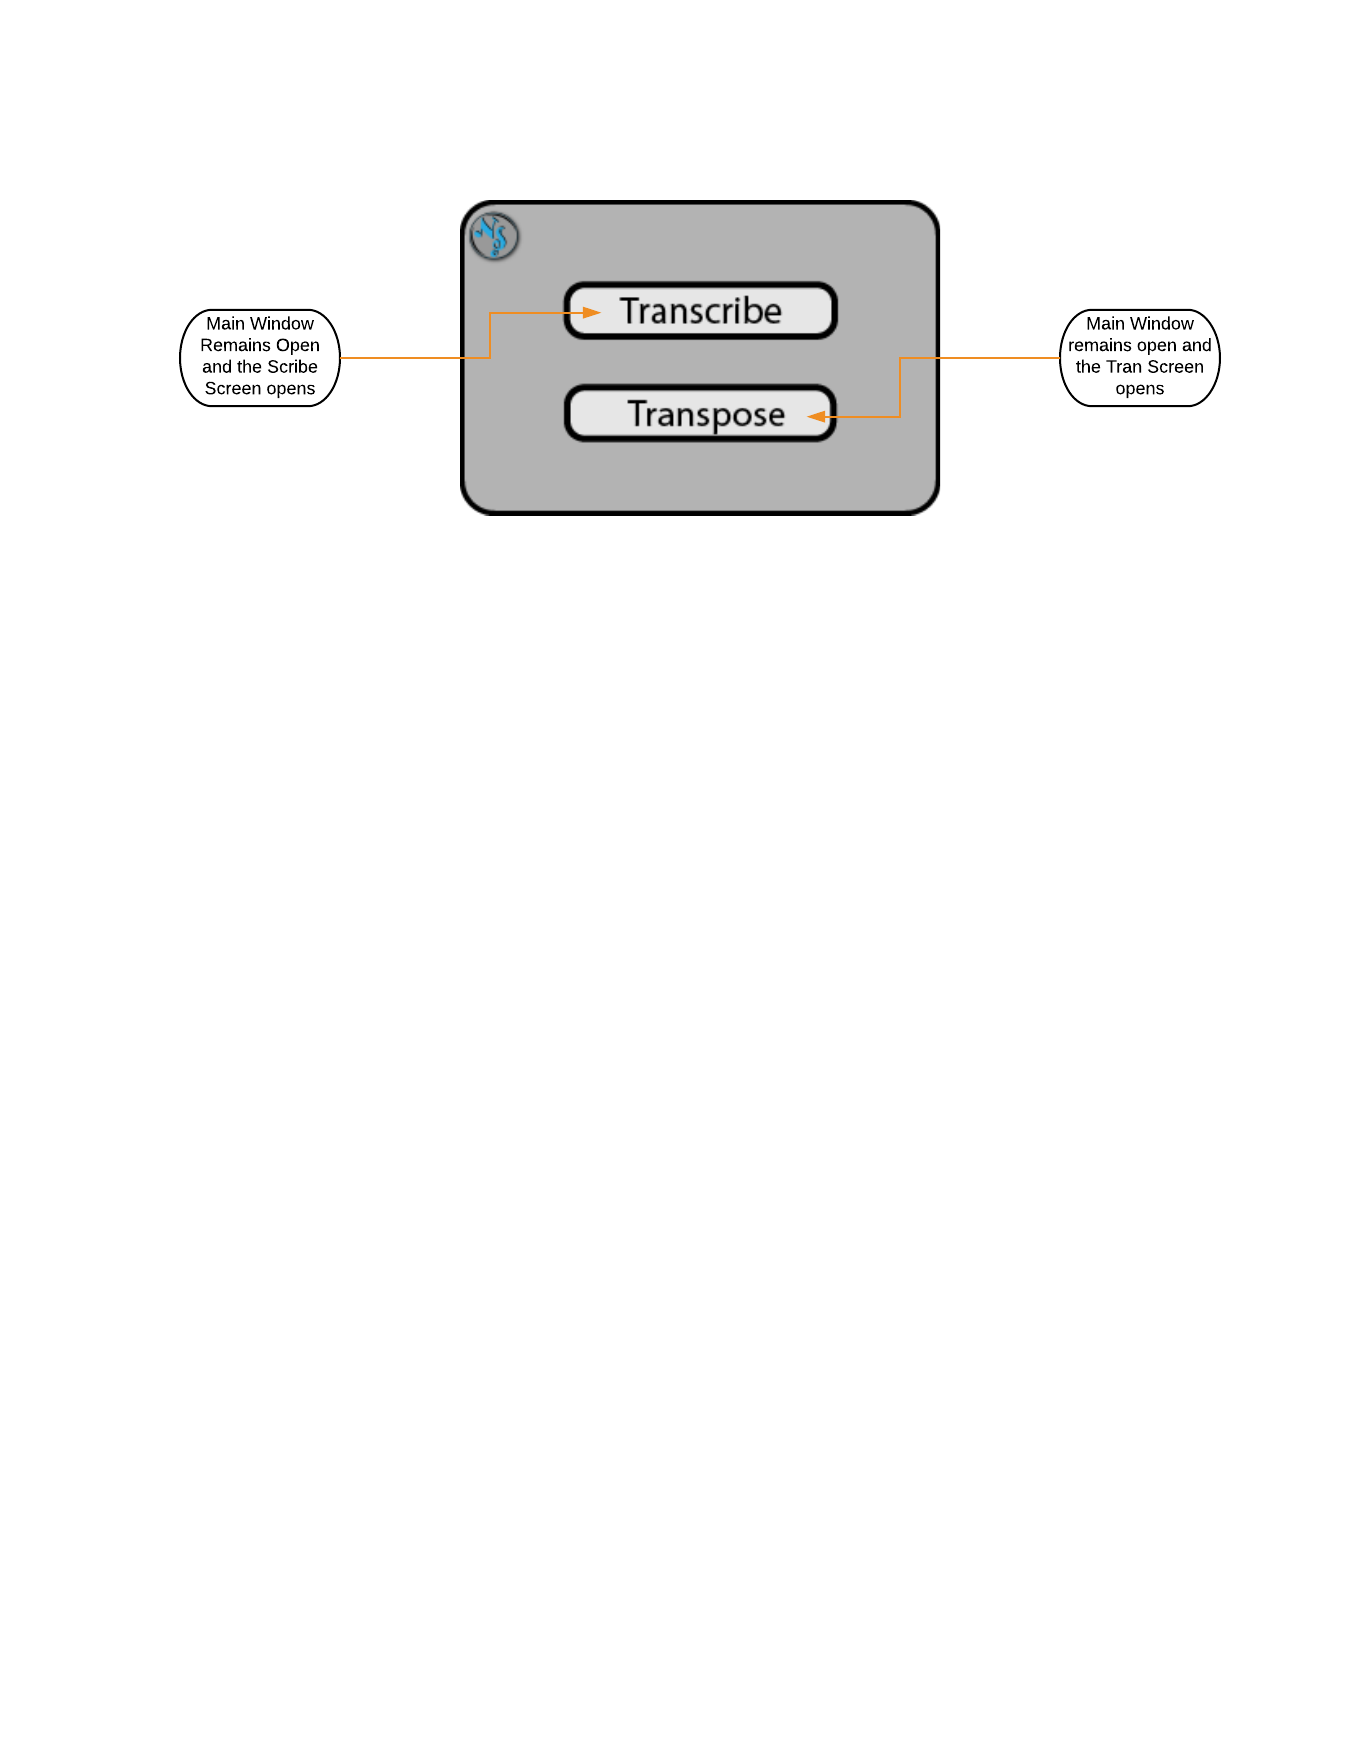 Transcribe
Main Window
Remains Open
and the Scribe
Screen opens
Main Window
remains open and
the Tran Screen
opens
Transpose